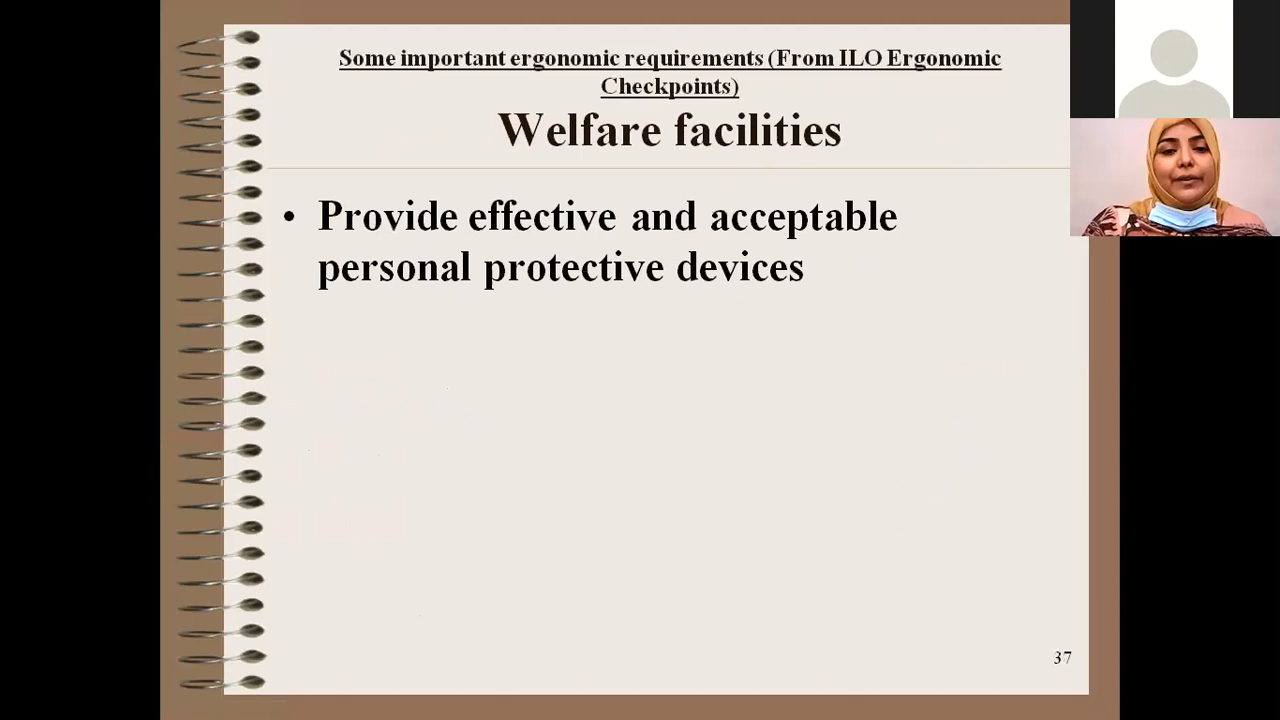 Some important ergonomic requirements (From ILO Ergonomic
Checkpoints)
Welfare facilities
• Provide effective and acceptable
personal protective devices
37